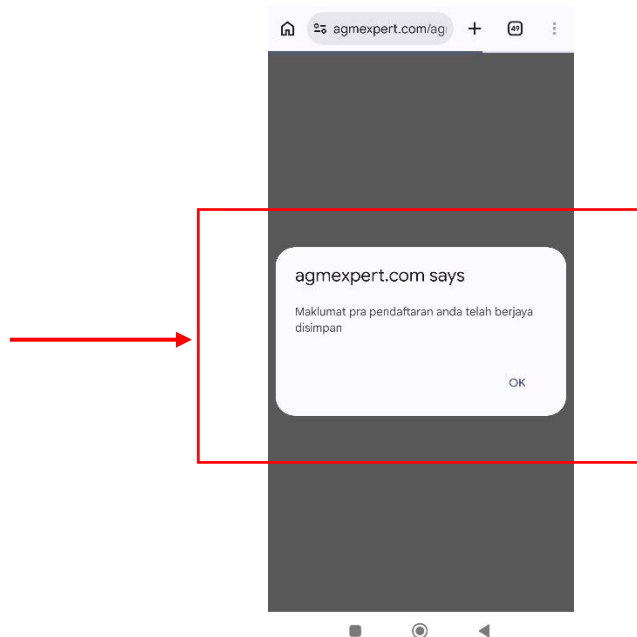 agmexpert.com/ag
49
agmexpert.com says
Maklumat pra pendaftaran anda telah berjaya
disimpan
OK